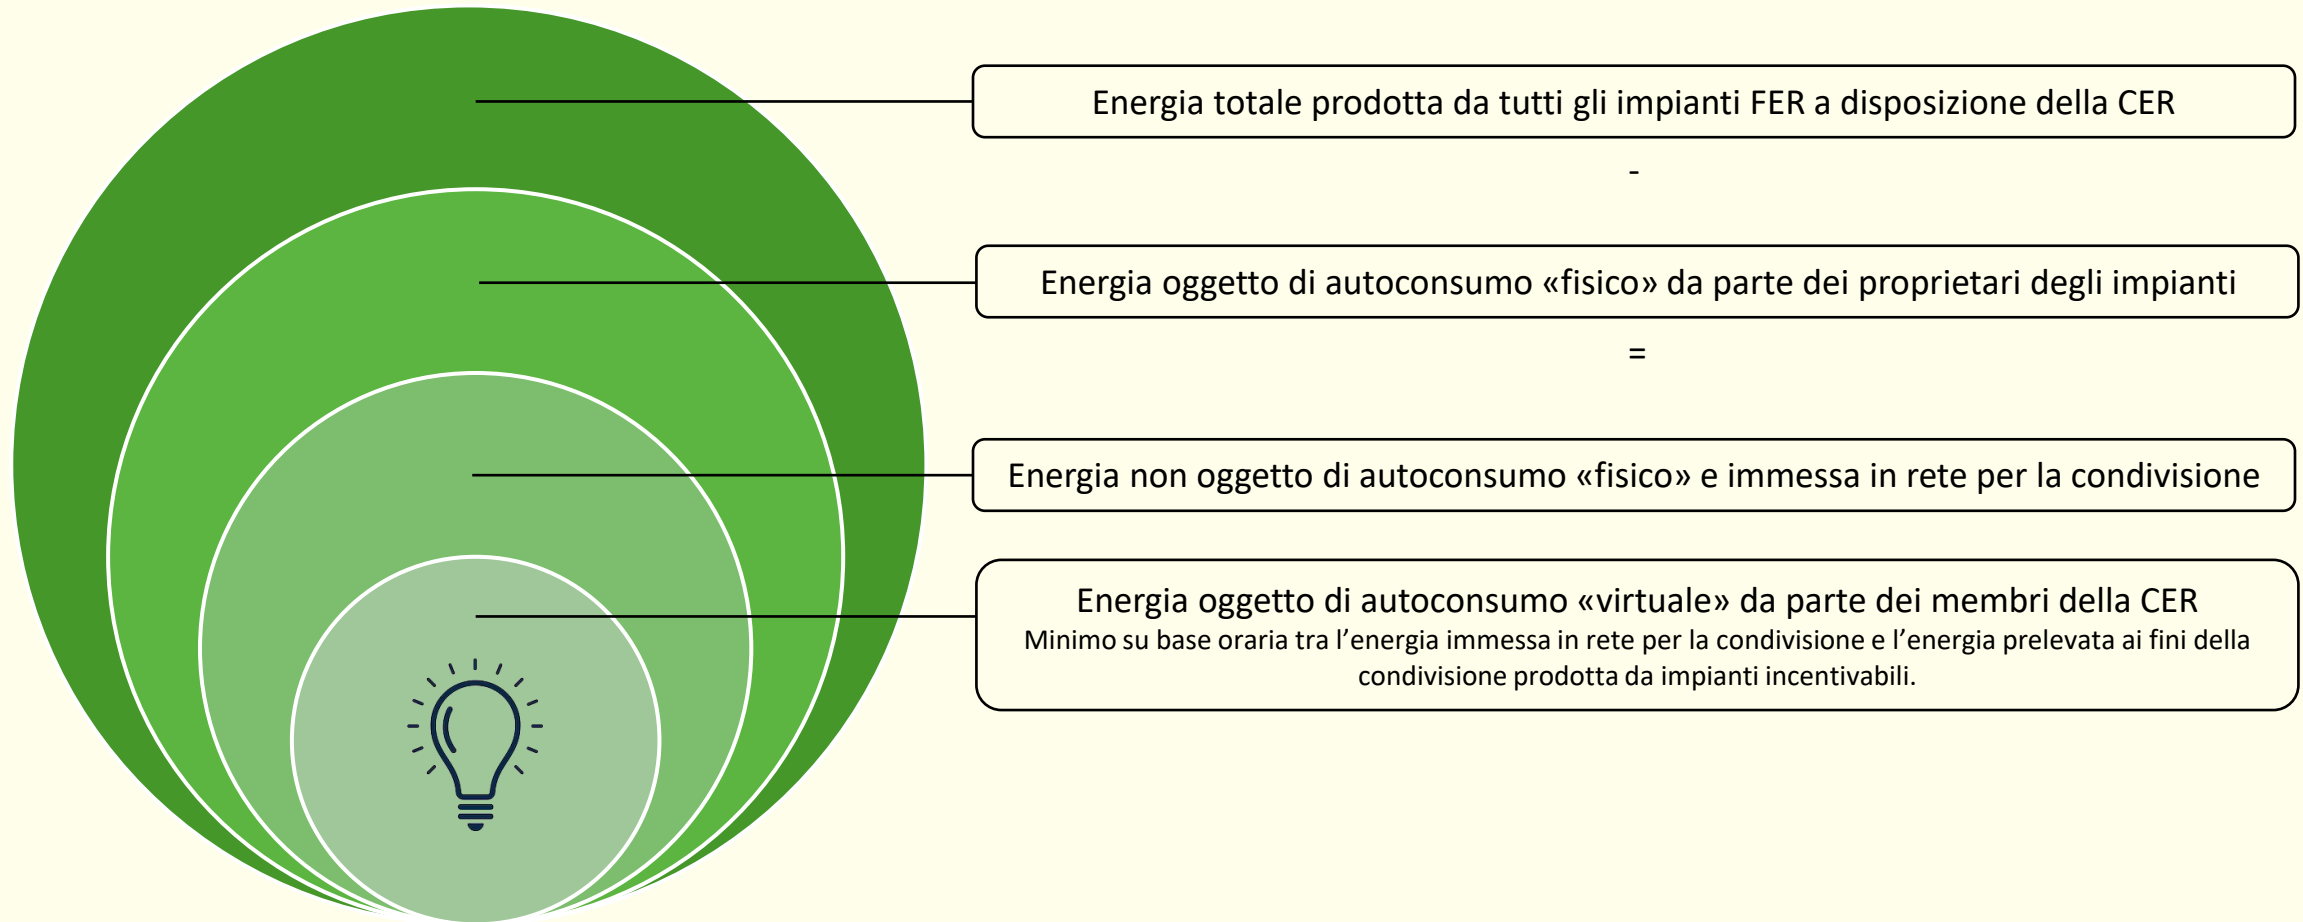 Energia totale prodotta da tutti gli impianti FER a disposizione della CER
-
Energia oggetto di autoconsumo «fisico» da parte dei proprietari degli impianti
=
Energia non oggetto di autoconsumo «fisico» e immessa in rete per la condivisione
Energia oggetto di autoconsumo «virtuale» da parte dei membri della CER
Minimo su base oraria tra l’energia immessa in rete per la condivisione e l’energia prelevata ai fini della
condivisione prodotta da impianti incentivabili.